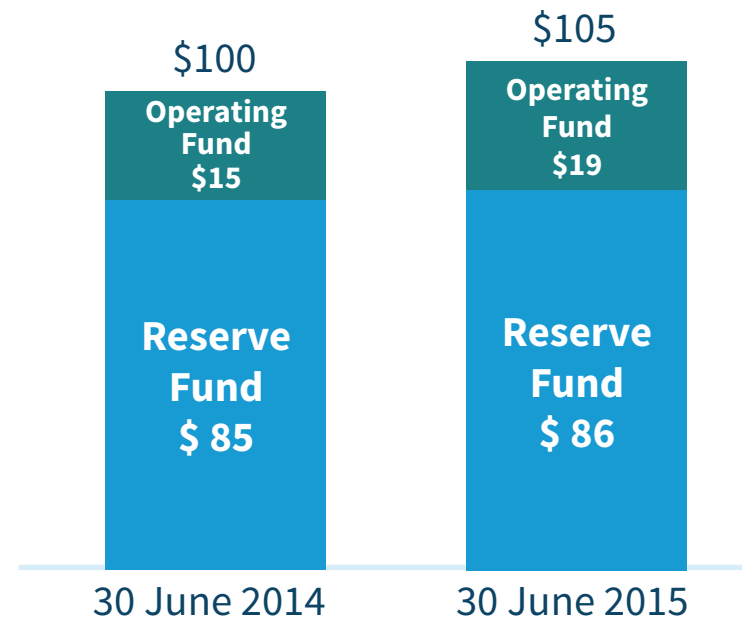 $100
Operating
Fund
$15
Reserve
Fund
$ 85
30 June 2014
$105
Operating
Fund
$19
Reserve
Fund
$ 86
30 June 2015